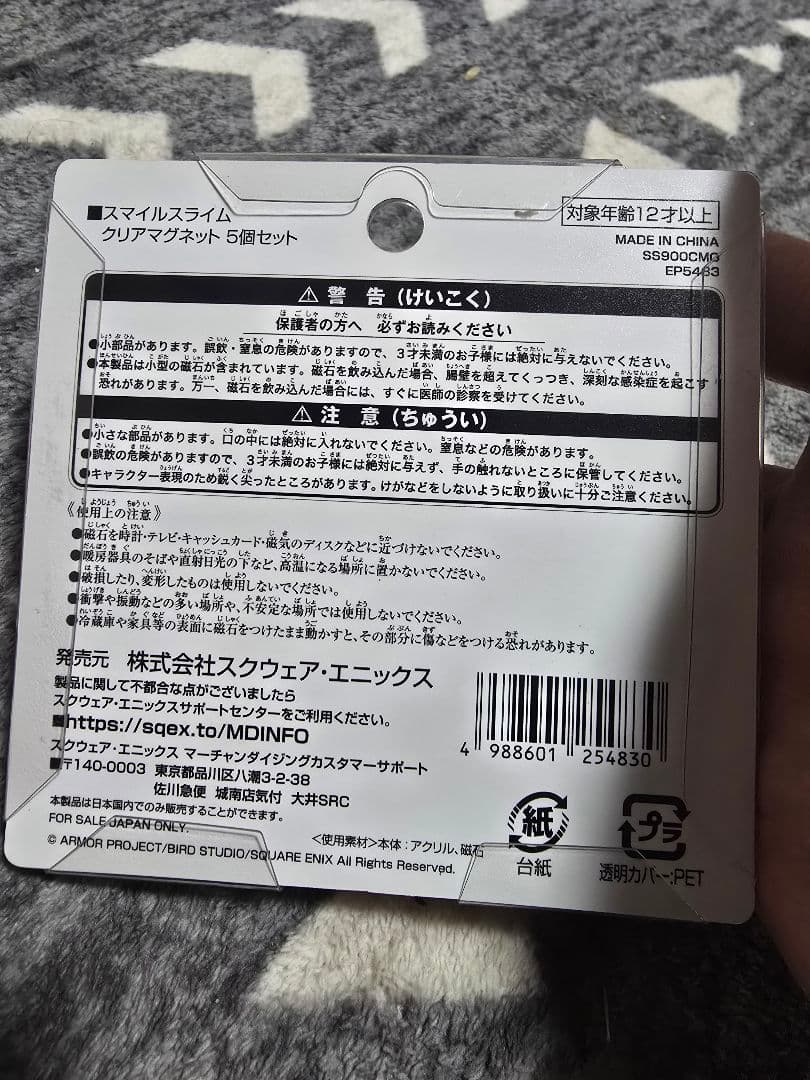 ■スマイルスライム
クリアマグネット 5個セット
対象年齢12才以上
MADE IN CHINA
SS900CMG
EP5483
⚠ 警 告 (けいこく)
保護者の方へ 必ずお読みください
●小部品があります。誤飲・窒息の危険がありますので、3才未満のお子様には絶対に与えないでください。
●本製品は小型の磁石が含まれています。磁石を飲み込んだ場合、腸壁を超えてくっつき、深刻な感染症を起こす
恐れがあります。万一、磁石を飲み込んだ場合には、すぐに医師の診察を受けてください。
⚠ 注 意 (ちゅうい)
●小さな部品があります。口の中には絶対に入れないでください。窒息などの危険があります。
●誤飲の危険がありますので、3才未満のお子様には絶対に与えず、手の触れないところに保管してください。
●キャラクター表現のため鋭く尖ったところがあります。けがなどをしないように取り扱いに十分ご注意ください。
《使用上の注意》
●磁石を時計・テレビ・キャッシュカード・磁気のディスクなどに近づけないでください。
●暖房器具のそばや直射日光の下など、高温になる場所に置かないでください。
●破損したり、変形したものは使用しないでください。
●衝撃や振動などの多い場所や、不安定な場所では使用しないでください。
●冷蔵庫や家具等の表面に磁石をつけたまま動かすと、その部分に傷などをつける恐れがあります。
発売元 株式会社スクウェア・エニックス
製品に関して不都合な点がございましたら
スクウェア・エニックスサポートセンターをご利用ください。
■https://sqex.to/MDINFO
スクウェア・エニックス マーチャンダイジングカスタマーサポート
■〒140-0003 東京都品川区八潮3-2-38
佐川急便 城南店気付 大井SRC
本製品は日本国内でのみ販売することができます。
FOR SALE JAPAN ONLY.
© ARMOR PROJECT/BIRD STUDIO/SQUARE ENIX All Rights Reserved.
<使用素材>本体:アクリル、磁石
4 988601 254830
紙
台紙
プラ
透明カバー:PET